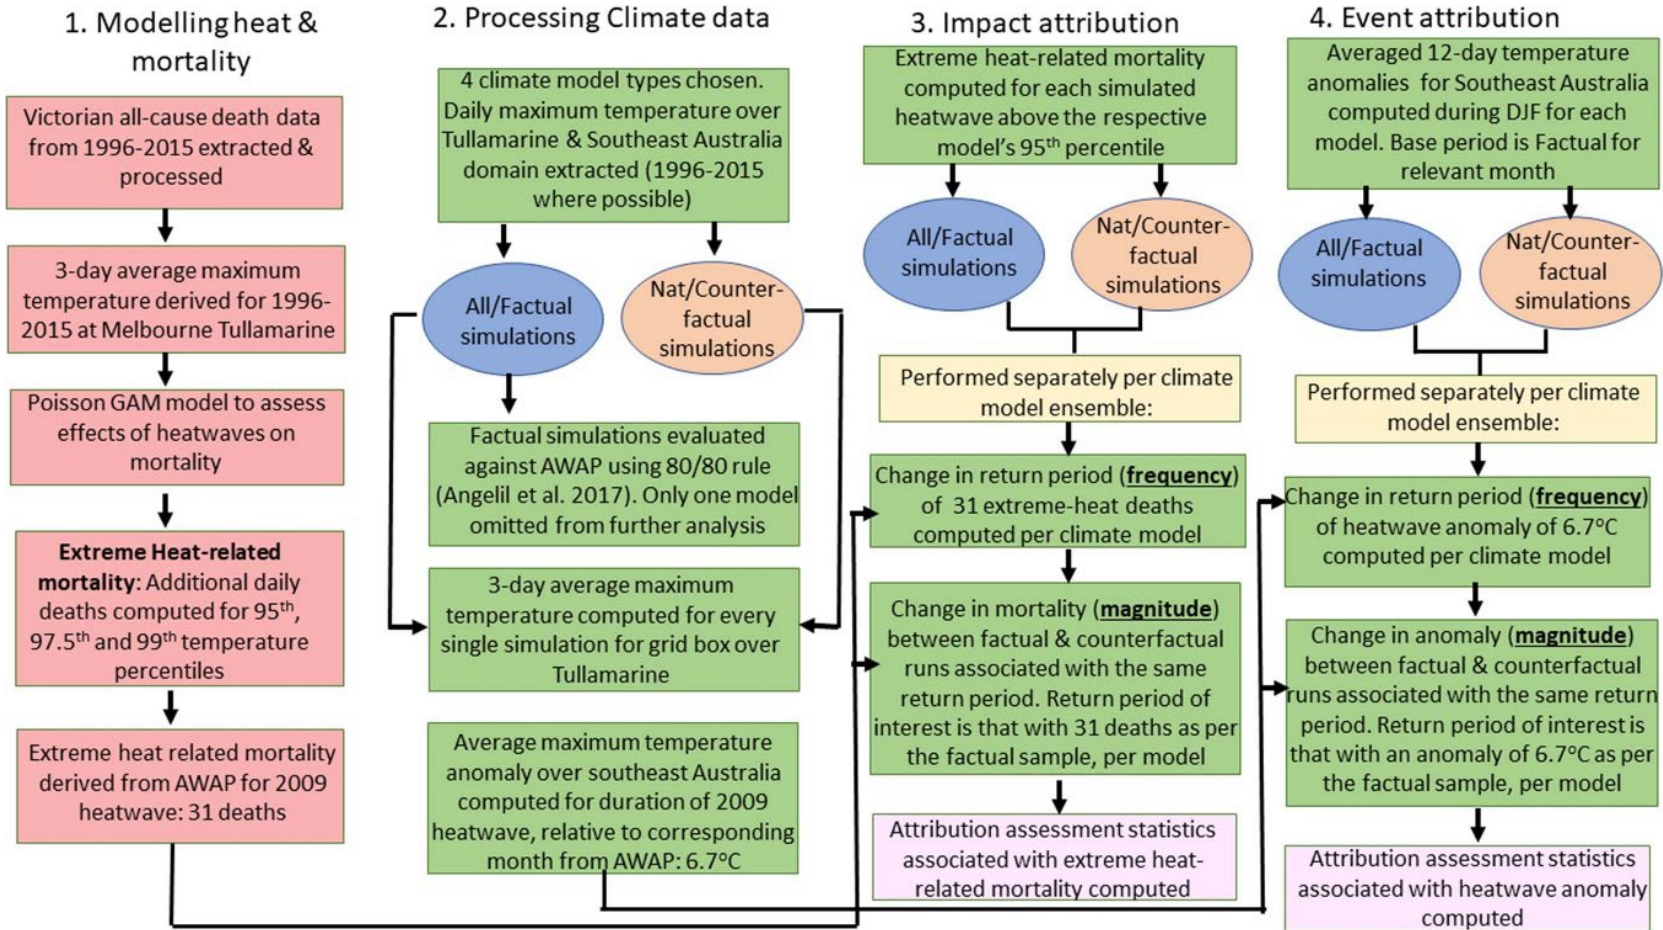 1. Modelling heat &
mortality
Victorian all-cause death data
from 1996-2015 extracted &
processed
3-day average maximum
temperature derived for 1996-
2015 at Melbourne Tullamarine
Poisson GAM model to assess
effects of heatwaves on
mortality
Extreme Heat-related
mortality: Additional daily
deaths computed for 95th,
97.5th and 99th temperature
percentiles
Extreme heat related mortality
derived from AWAP for 2009
heatwave: 31 deaths
2. Processing Climate data
4 climate model types chosen.
Daily maximum temperature over
Tullamarine & Southeast Australia
domain extracted (1996-2015
where possible)
All/Factual
simulations
Nat/Counter-
factual
simulations
Factual simulations evaluated
against AWAP using 80/80 rule
(Angelil et al. 2017). Only one model
omitted from further analysis
3-day average maximum
temperature computed for every
single simulation for grid box over
Tullamarine
Average maximum temperature
anomaly over southeast Australia
computed for duration of 2009
heatwave, relative to corresponding
month from AWAP: 6.7°C
3. Impact attribution
Extreme heat-related mortality
computed for each simulated
heatwave above the respective
model's 95th percentile
All/Factual
simulations
Nat/Counter-
factual
simulations
Performed separately per climate
model ensemble:
Change in return period (frequency)
of 31 extreme-heat deaths
computed per climate model
Change in mortality (magnitude)
between factual & counterfactual
runs associated with the same
return period. Return period of
interest is that with 31 deaths as per
the factual sample, per model
Attribution assessment statistics
associated with extreme heat-
related mortality computed
4. Event attribution
Averaged 12-day temperature
anomalies for Southeast Australia
computed during DJF for each
model. Base period is Factual for
relevant month
All/Factual
simulations
Nat/Counter-
factual
simulations
Performed separately per climate
model ensemble:
Change in return period (frequency)
of heatwave anomaly of 6.7°C
computed per climate model
Change in anomaly (magnitude)
between factual & counterfactual
runs associated with the same return
period. Return period of interest is
that with an anomaly of 6.7°C as per
the factual sample, per model
Attribution assessment statistics
associated with heatwave anomaly
computed